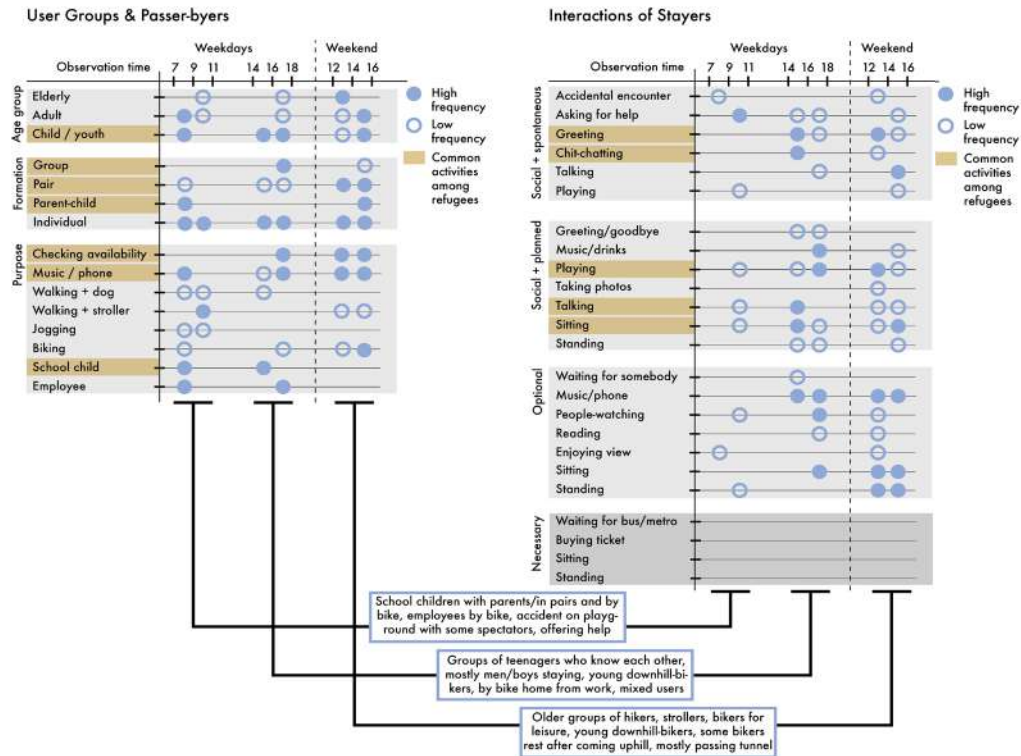 User Groups & Passer-byers
Weekdays
Weekend
Observation time
7 9 11 14 16 18 12 14 16
Age group
Elderly
Adult
Child / youth
Formation
Group
Pair
Parent-child
Individual
Purpose
Checking availability
Music / phone
Walking + dog
Walking + stroller
Jogging
Biking
School child
Employee
High
frequency
Low
frequency
Common
activities
among
refugees
Interactions of Stayers
Weekdays
Weekend
Observation time
7 9 11 14 16 18 12 14 16
Social + spontaneous
Accidental encounter
Asking for help
Greeting
Chit-chatting
Talking
Playing
Social + planned
Greeting/goodbye
Music/drinks
Playing
Taking photos
Talking
Sitting
Standing
Optional
Waiting for somebody
Music/phone
People-watching
Reading
Enjoying view
Sitting
Standing
Necessary
Waiting for bus/metro
Buying ticket
Sitting
Standing
High
frequency
Low
frequency
Common
activities
among
refugees
School children with parents/in pairs and by
bike, employees by bike, accident on playg-
round with some spectators, offering help
Groups of teenagers who know each other,
mostly men/boys staying, young downhill-bi-
kers, by bike home from work, mixed users
Older groups of hikers, strollers, bikers for
leisure, young downhill-bikers, some bikers
rest after coming uphill, mostly passing tunnel